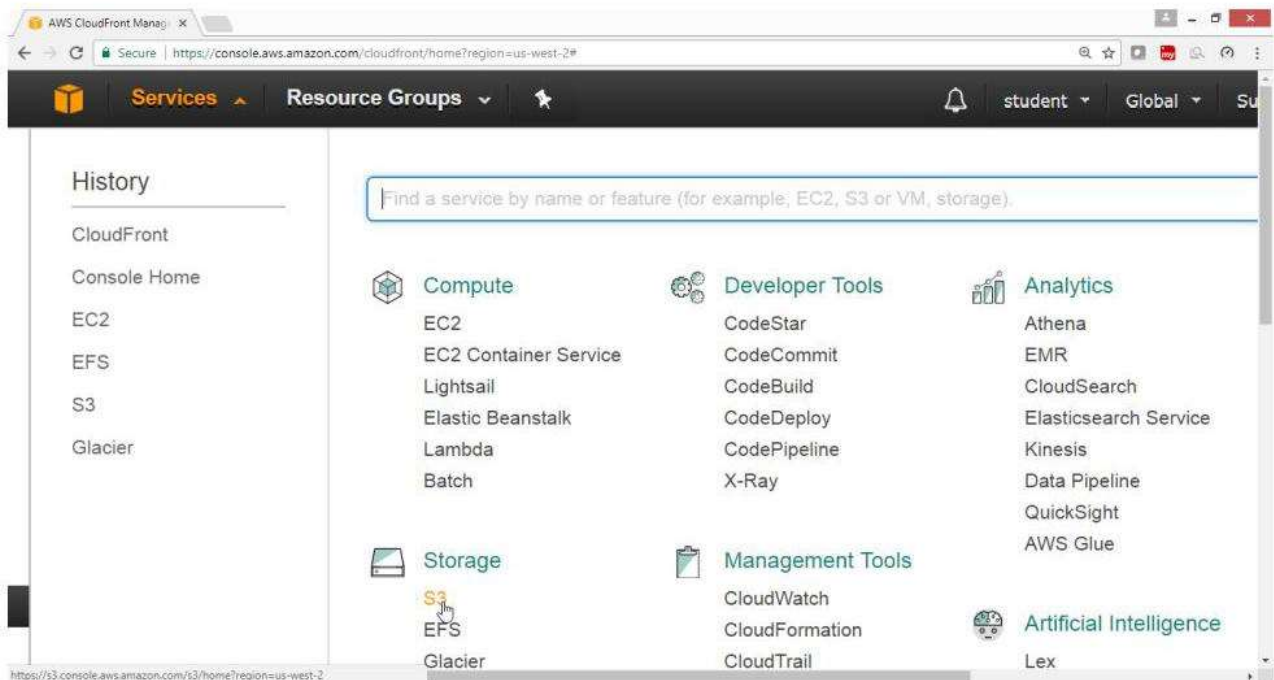 AWS CloudFront Manag
Secure | https://console.aws.amazon.com/cloudfront/home?region=us-west-2#
my
Services Resource Groups student Global Su
History
CloudFront
Console Home
EC2
EFS
S3
Glacier
Find a service by name or feature (for example, EC2, S3 or VM, storage).
Compute
EC2
EC2 Container Service
Lightsail
Elastic Beanstalk
Lambda
Batch
Storage
S3
EFS
Glacier
Developer Tools
CodeStar
CodeCommit
CodeBuild
CodeDeploy
CodePipeline
X-Ray
Management Tools
CloudWatch
CloudFormation
CloudTrail
Analytics
Athena
EMR
CloudSearch
Elasticsearch Service
Kinesis
Data Pipeline
QuickSight
AWS Glue
Artificial Intelligence
Lex
https://s3.console.aws.amazon.com/s3/home?region=us-west-2